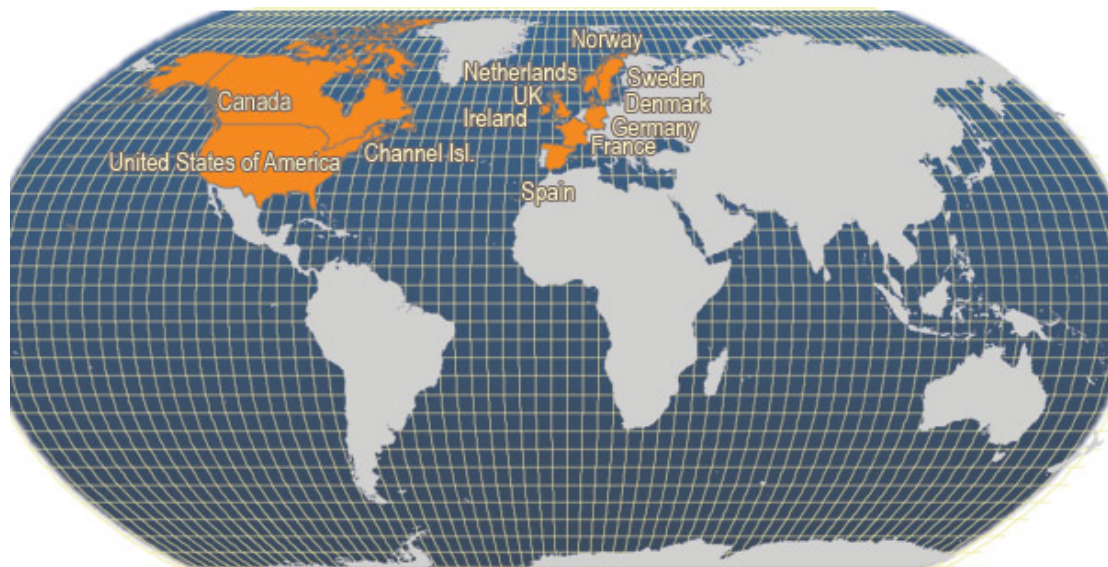 Norway
Netherlands
Sweden
UK
Canada
Denmark
Ireland
Germany
France
Channel Isl.
United States of America
Spain